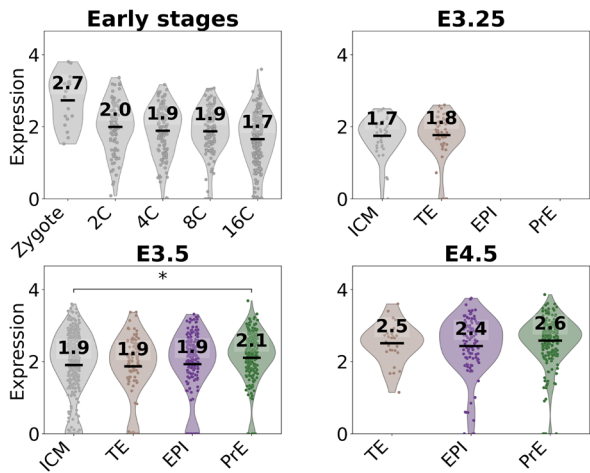 Early stages
Expression
4
2
0
2.7
2.0
1.9
1.9
1.7
Zygote
2C
4C
8C
16C
E3.25
4
2
0
1.7
1.8
ICM
TE
EPI
PrE
E3.5
Expression
4
2
0
*
1.9
1.9
1.9
2.1
ICM
TE
EPI
PrE
E4.5
4
2
0
2.5
2.4
2.6
TE
EPI
PrE